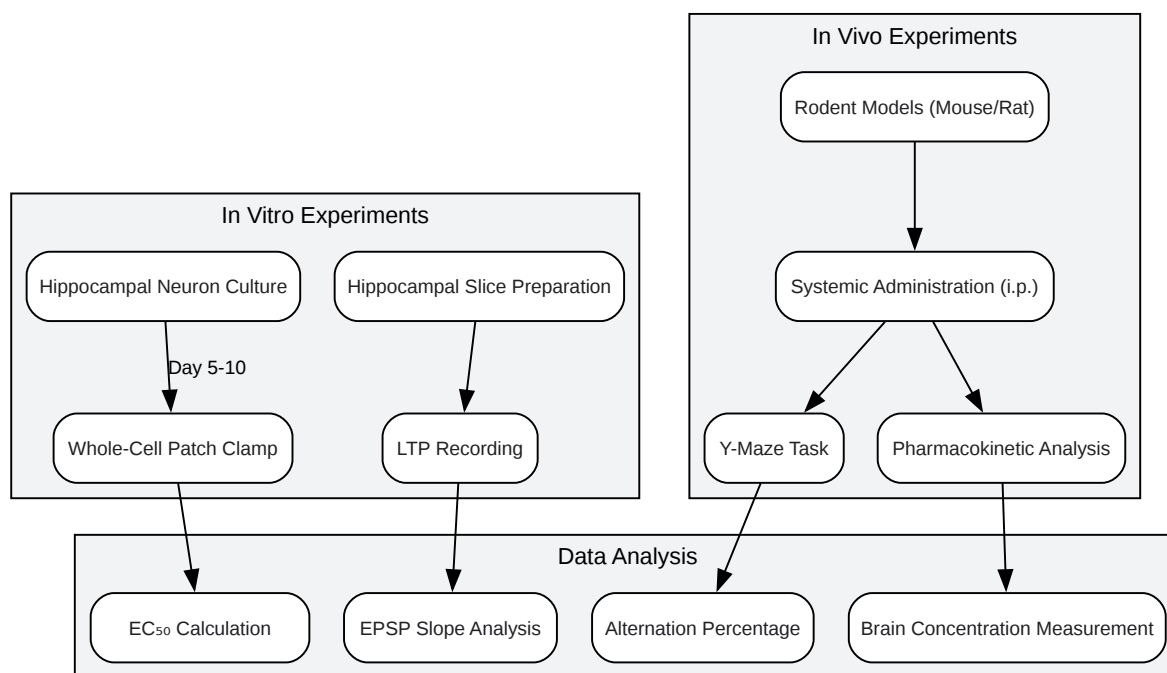 In Vivo Experiments
Rodent Models (Mouse/Rat)
In Vitro Experiments
Hippocampal Neuron Culture
Hippocampal Slice Preparation
Systemic Administration (i.p.)
Day 5-10
Whole-Cell Patch Clamp
LTP Recording
Y-Maze Task
Pharmacokinetic Analysis
Data Analysis
EC₅₀ Calculation
EPSP Slope Analysis
Alternation Percentage
Brain Concentration Measurement